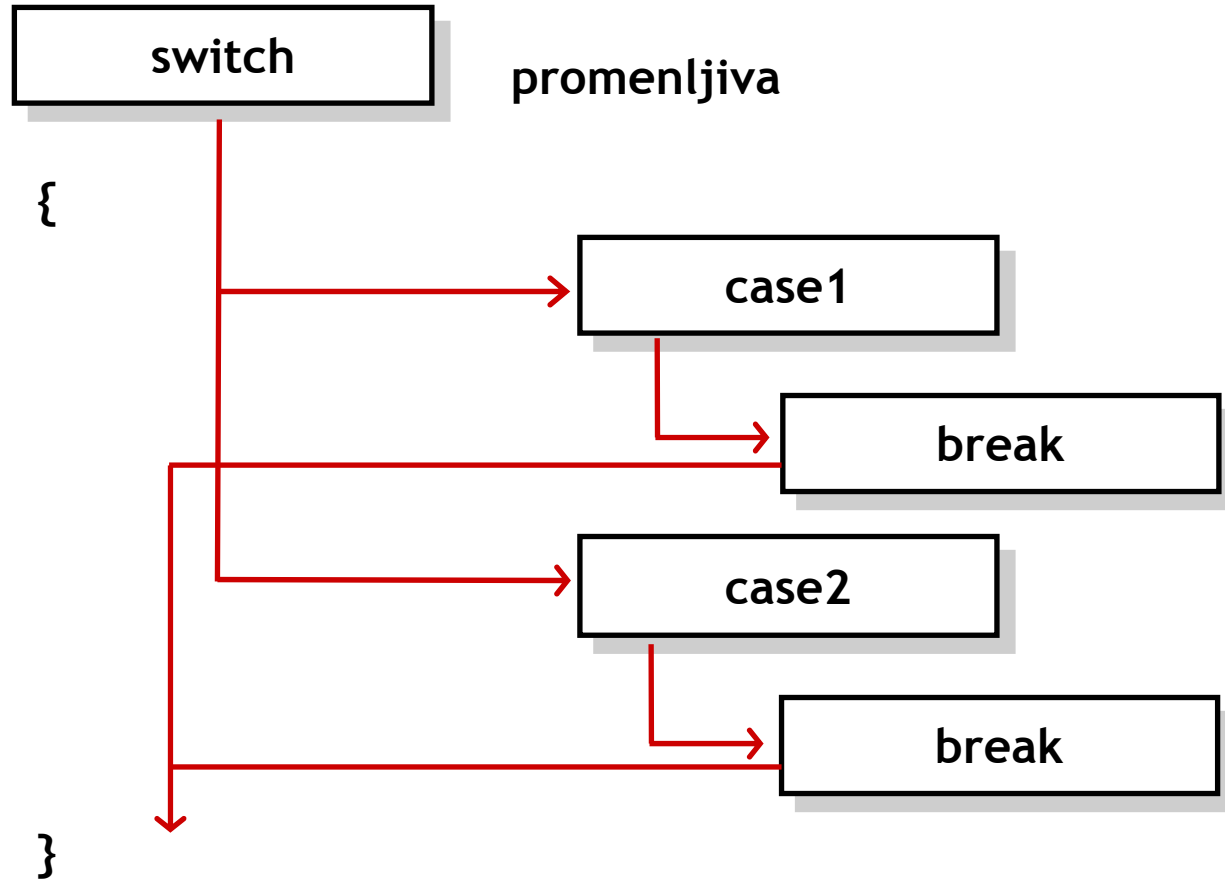 switch
promenljiva
{
case1
break
case2
break
}